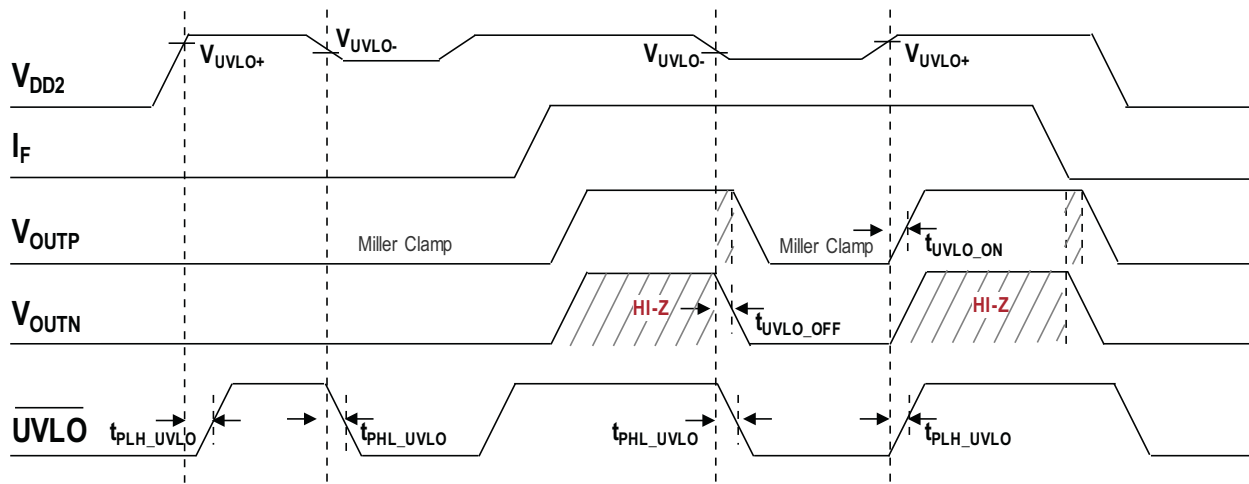 V_DD2
V_UVLO+
V_UVLO-
V_UVLO-
V_UVLO+
I_F
V_OUTP
Miller Clamp
Miller Clamp
t_UVLO_ON
V_OUTN
HI-Z
t_UVLO_OFF
HI-Z
U̅V̅L̅O̅
t_PLH_UVLO
t_PHL_UVLO
t_PHL_UVLO
t_PLH_UVLO